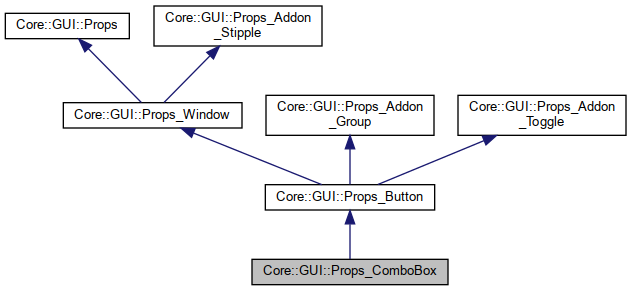 Core::GUI::Props
Core::GUI::Props_Addon
_Stipple
Core::GUI::Props_Window
Core::GUI::Props_Addon
_Group
Core::GUI::Props_Addon
_Toggle
Core::GUI::Props_Button
Core::GUI::Props_ComboBox